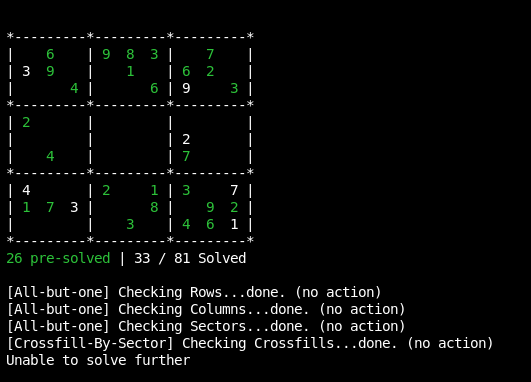 *---------*---------*---------*
|    6    | 9  8  3 |    7    |
| 3  9    |    1    | 6  2    |
|       4 |       6 | 9     3 |
*---------*---------*---------*
| 2       |         |         |
|         |         | 2       |
|    4    |         | 7       |
*---------*---------*---------*
| 4       | 2     1 | 3     7 |
| 1  7  3 |       8 |    9  2 |
|         |    3    | 4  6  1 |
*---------*---------*---------*
26 pre-solved | 33 / 81 Solved
[All-but-one] Checking Rows...done. (no action)
[All-but-one] Checking Columns...done. (no action)
[All-but-one] Checking Sectors...done. (no action)
[Crossfill-By-Sector] Checking Crossfills...done. (no action)
Unable to solve further